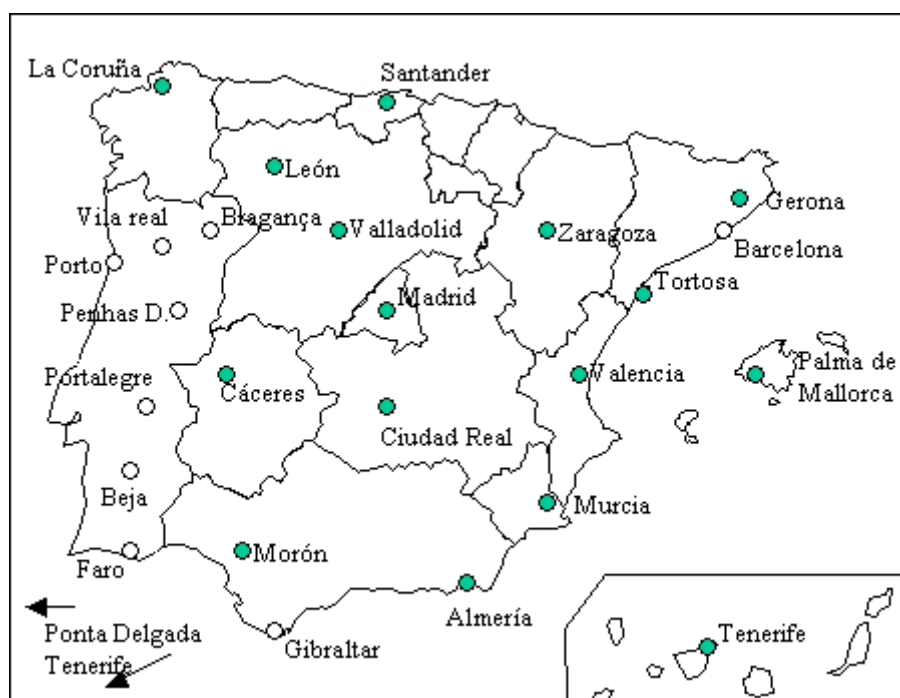 La Coruña
Santander
León
Vila real
Bragança
Valladolid
Zaragoza
Gerona
Barcelona
Porto
Tortosa
Penhas D.
Madrid
Portalegre
Cáceres
Valencia
Palma de
Mallorca
Ciudad Real
Beja
Murcia
Faro
Morón
Almería
Ponta Delgada
Tenerife
Gibraltar
Tenerife